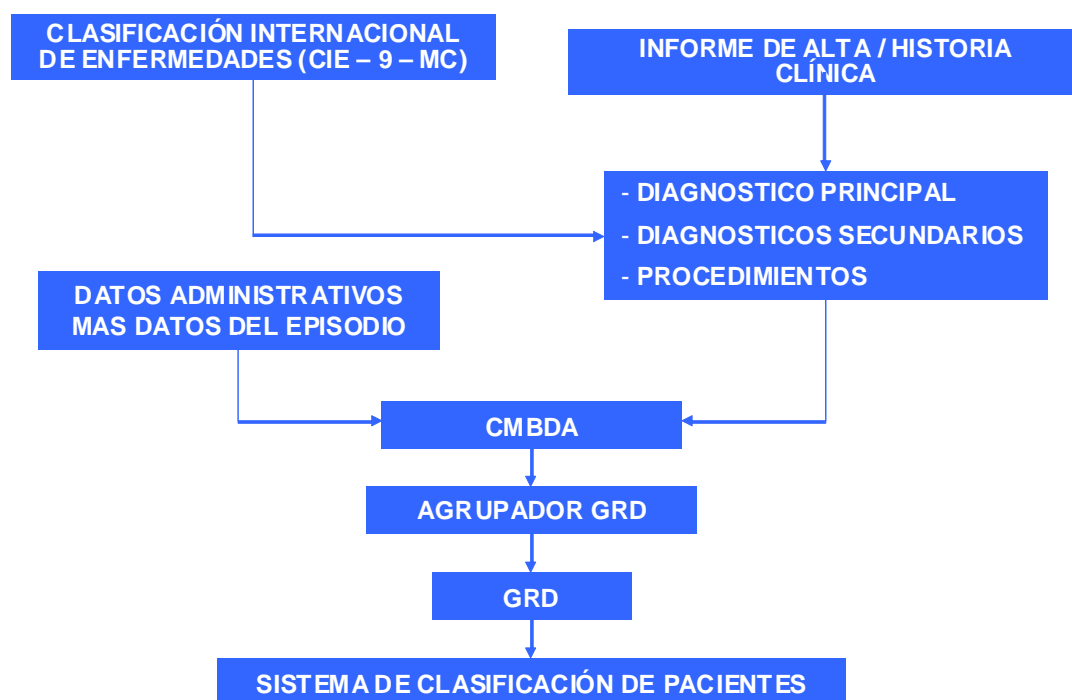 CLASIFICACIÓN INTERNACIONAL
DE ENFERMEDADES (CIE – 9 – MC)
INFORME DE ALTA / HISTORIA
CLÍNICA
- DIAGNOSTICO PRINCIPAL
- DIAGNOSTICOS SECUNDARIOS
- PROCEDIMIENTOS
DATOS ADMINISTRATIVOS
MAS DATOS DEL EPISODIO
CMBDA
AGRUPADOR GRD
GRD
SISTEMA DE CLASIFICACIÓN DE PACIENTES